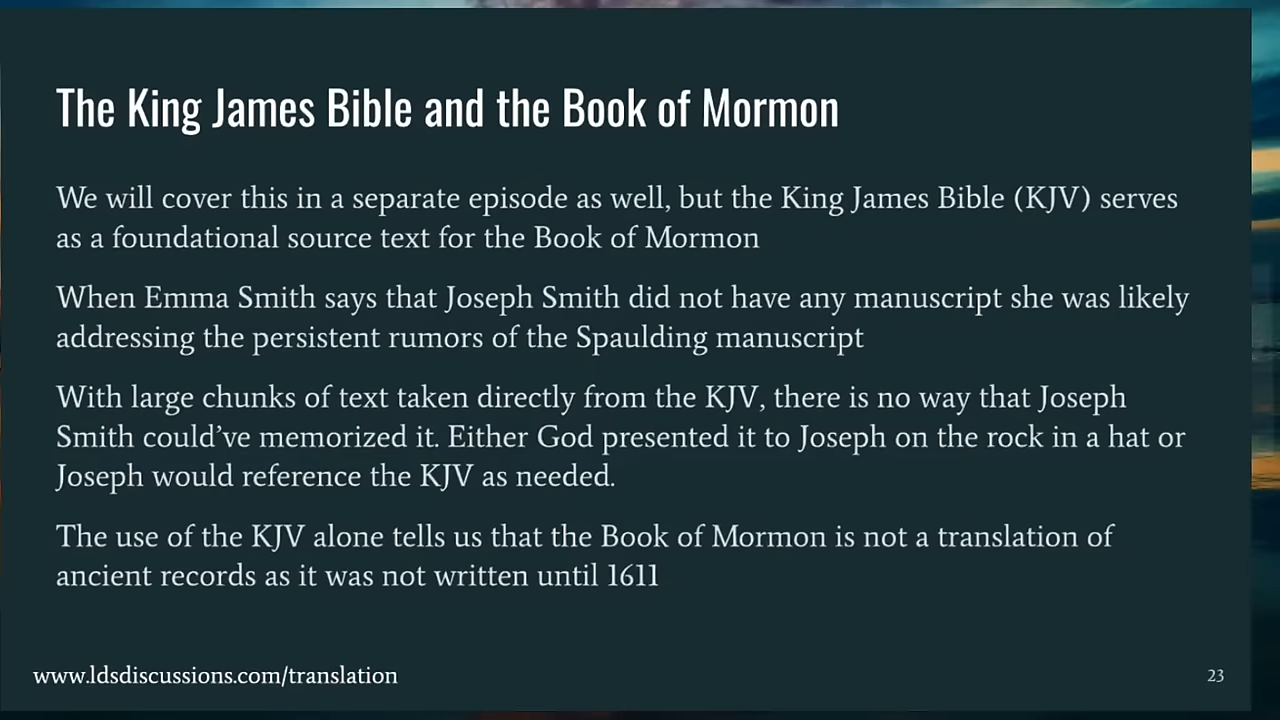 The King James Bible and the Book of Mormon
We will cover this in a separate episode as well, but the King James Bible (KJV) serves
as a foundational source text for the Book of Mormon
When Emma Smith says that Joseph Smith did not have any manuscript she was likely
addressing the persistent rumors of the Spaulding manuscript
With large chunks of text taken directly from the KJV, there is no way that Joseph
Smith could’ve memorized it. Either God presented it to Joseph on the rock in a hat or
Joseph would reference the KJV as needed.
The use of the KJV alone tells us that the Book of Mormon is not a translation of
ancient records as it was not written until 1611
www.ldsdiscussions.com/translation
23